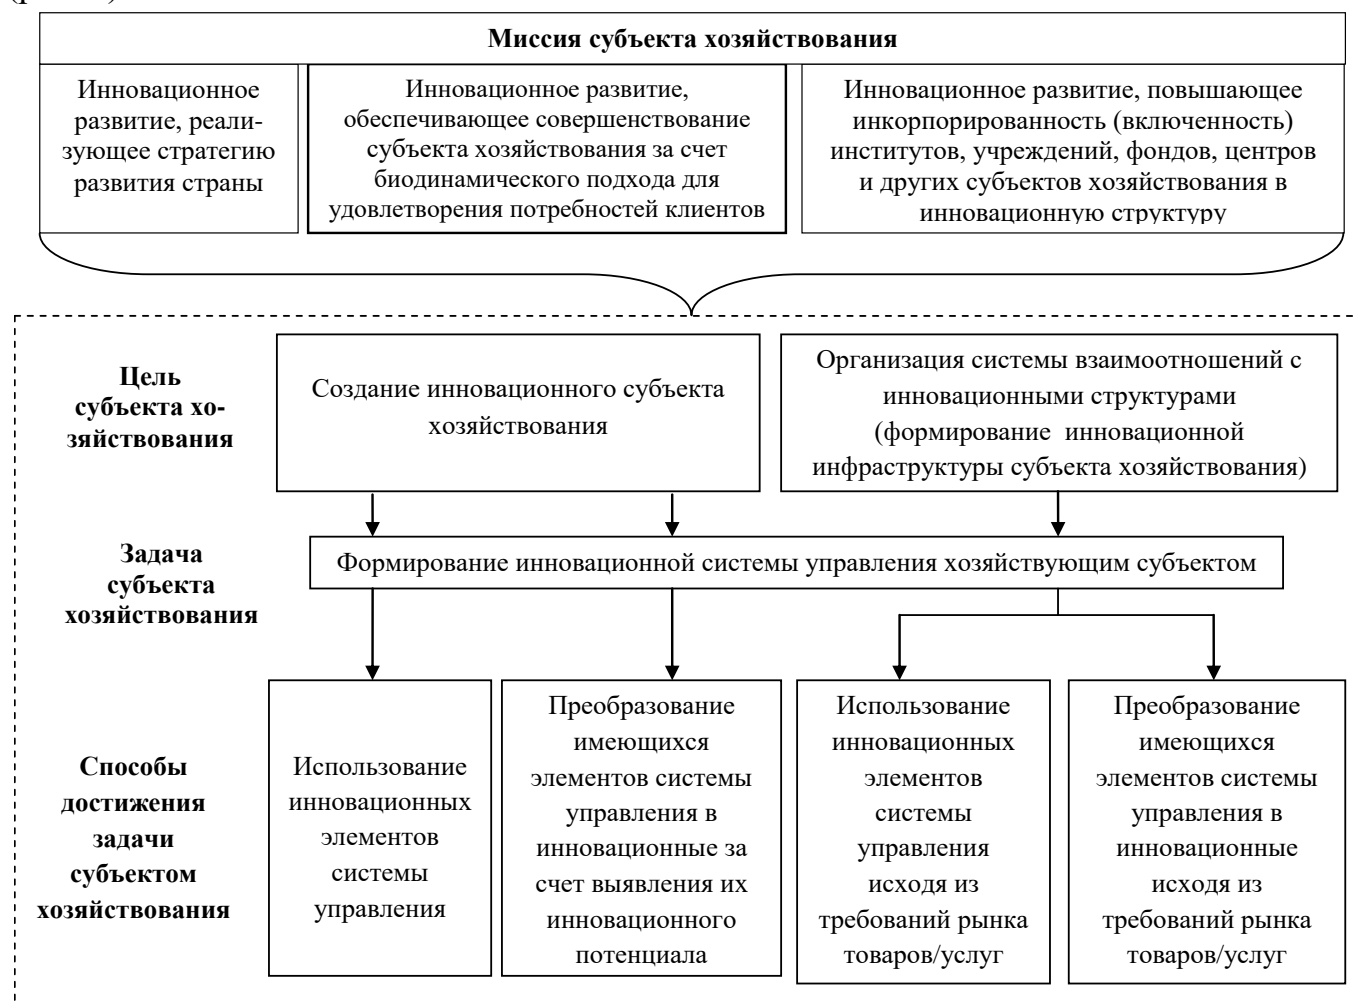 Миссия субъекта хозяйствования
Инновационное
развитие, реали-
зующее стратегию
развития страны
Инновационное развитие,
обеспечивающее совершенствование
субъекта хозяйствования за счет
биодинамического подхода для
удовлетворения потребностей клиентов
Инновационное развитие, повышающее
инкорпорированность (включенность)
институтов, учреждений, фондов, центров
и других субъектов хозяйствования в
инновационную структуру
Цель
субъекта хо-
зяйствования
Создание инновационного субъекта
хозяйствования
Организация системы взаимоотношений с
инновационными структурами
(формирование инновационной
инфраструктуры субъекта хозяйствования)
Задача
субъекта
хозяйствования
Формирование инновационной системы управления хозяйствующим субъектом
Способы
достижения
задачи
субъектом
хозяйствования
Использование
инновационных
элементов
системы
управления
Преобразование
имеющихся
элементов системы
управления в
инновационные за
счет выявления их
инновационного
потенциала
Использование
инновационных
элементов
системы
управления
исходя из
требований рынка
товаров/услуг
Преобразование
имеющихся
элементов системы
управления в
инновационные
исходя из
требований рынка
товаров/услуг